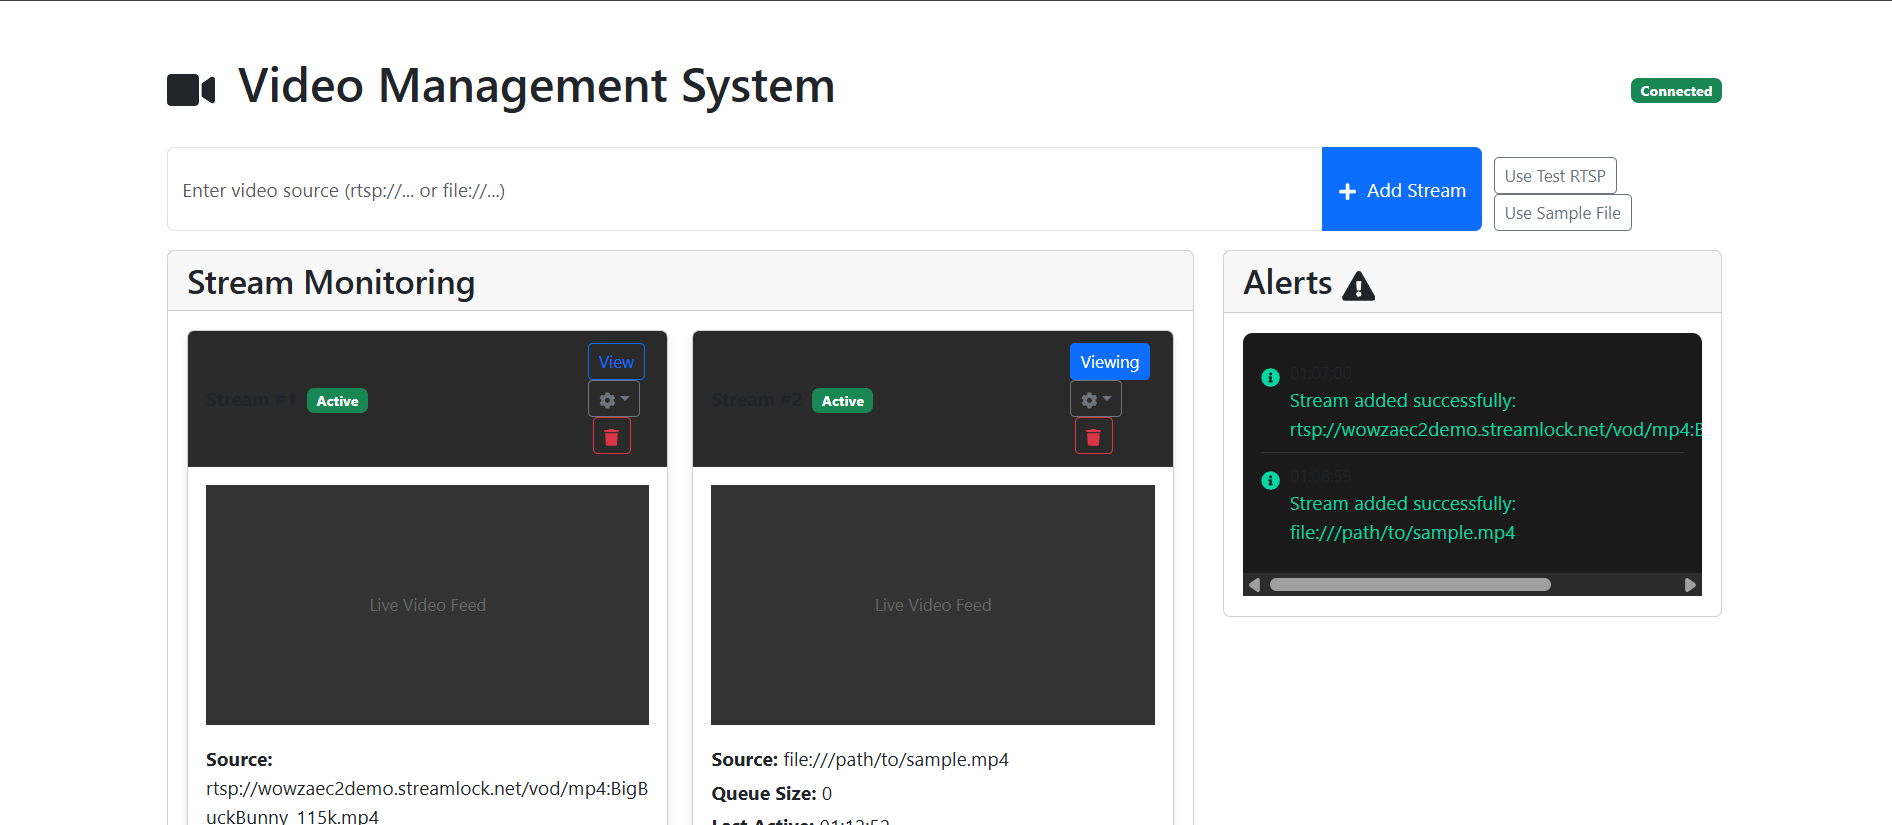 Video Management System
Connected
Enter video source (rtsp://... or file://...)
Add Stream
Use Test RTSP
Use Sample File
Stream Monitoring
Alerts
Stream #1 Active
View
Stream #2 Active
Viewing
Live Video Feed
Live Video Feed
Source:
rtsp://wowzaec2demo.streamlock.net/vod/mp4:BigB
uckBunny_115k.mp4
Source: file:///path/to/sample.mp4
Queue Size: 0
Last Active: 01:12:52
01:07:00
Stream added successfully:
rtsp://wowzaec2demo.streamlock.net/vod/mp4:B
01:08:59
Stream added successfully:
file:///path/to/sample.mp4